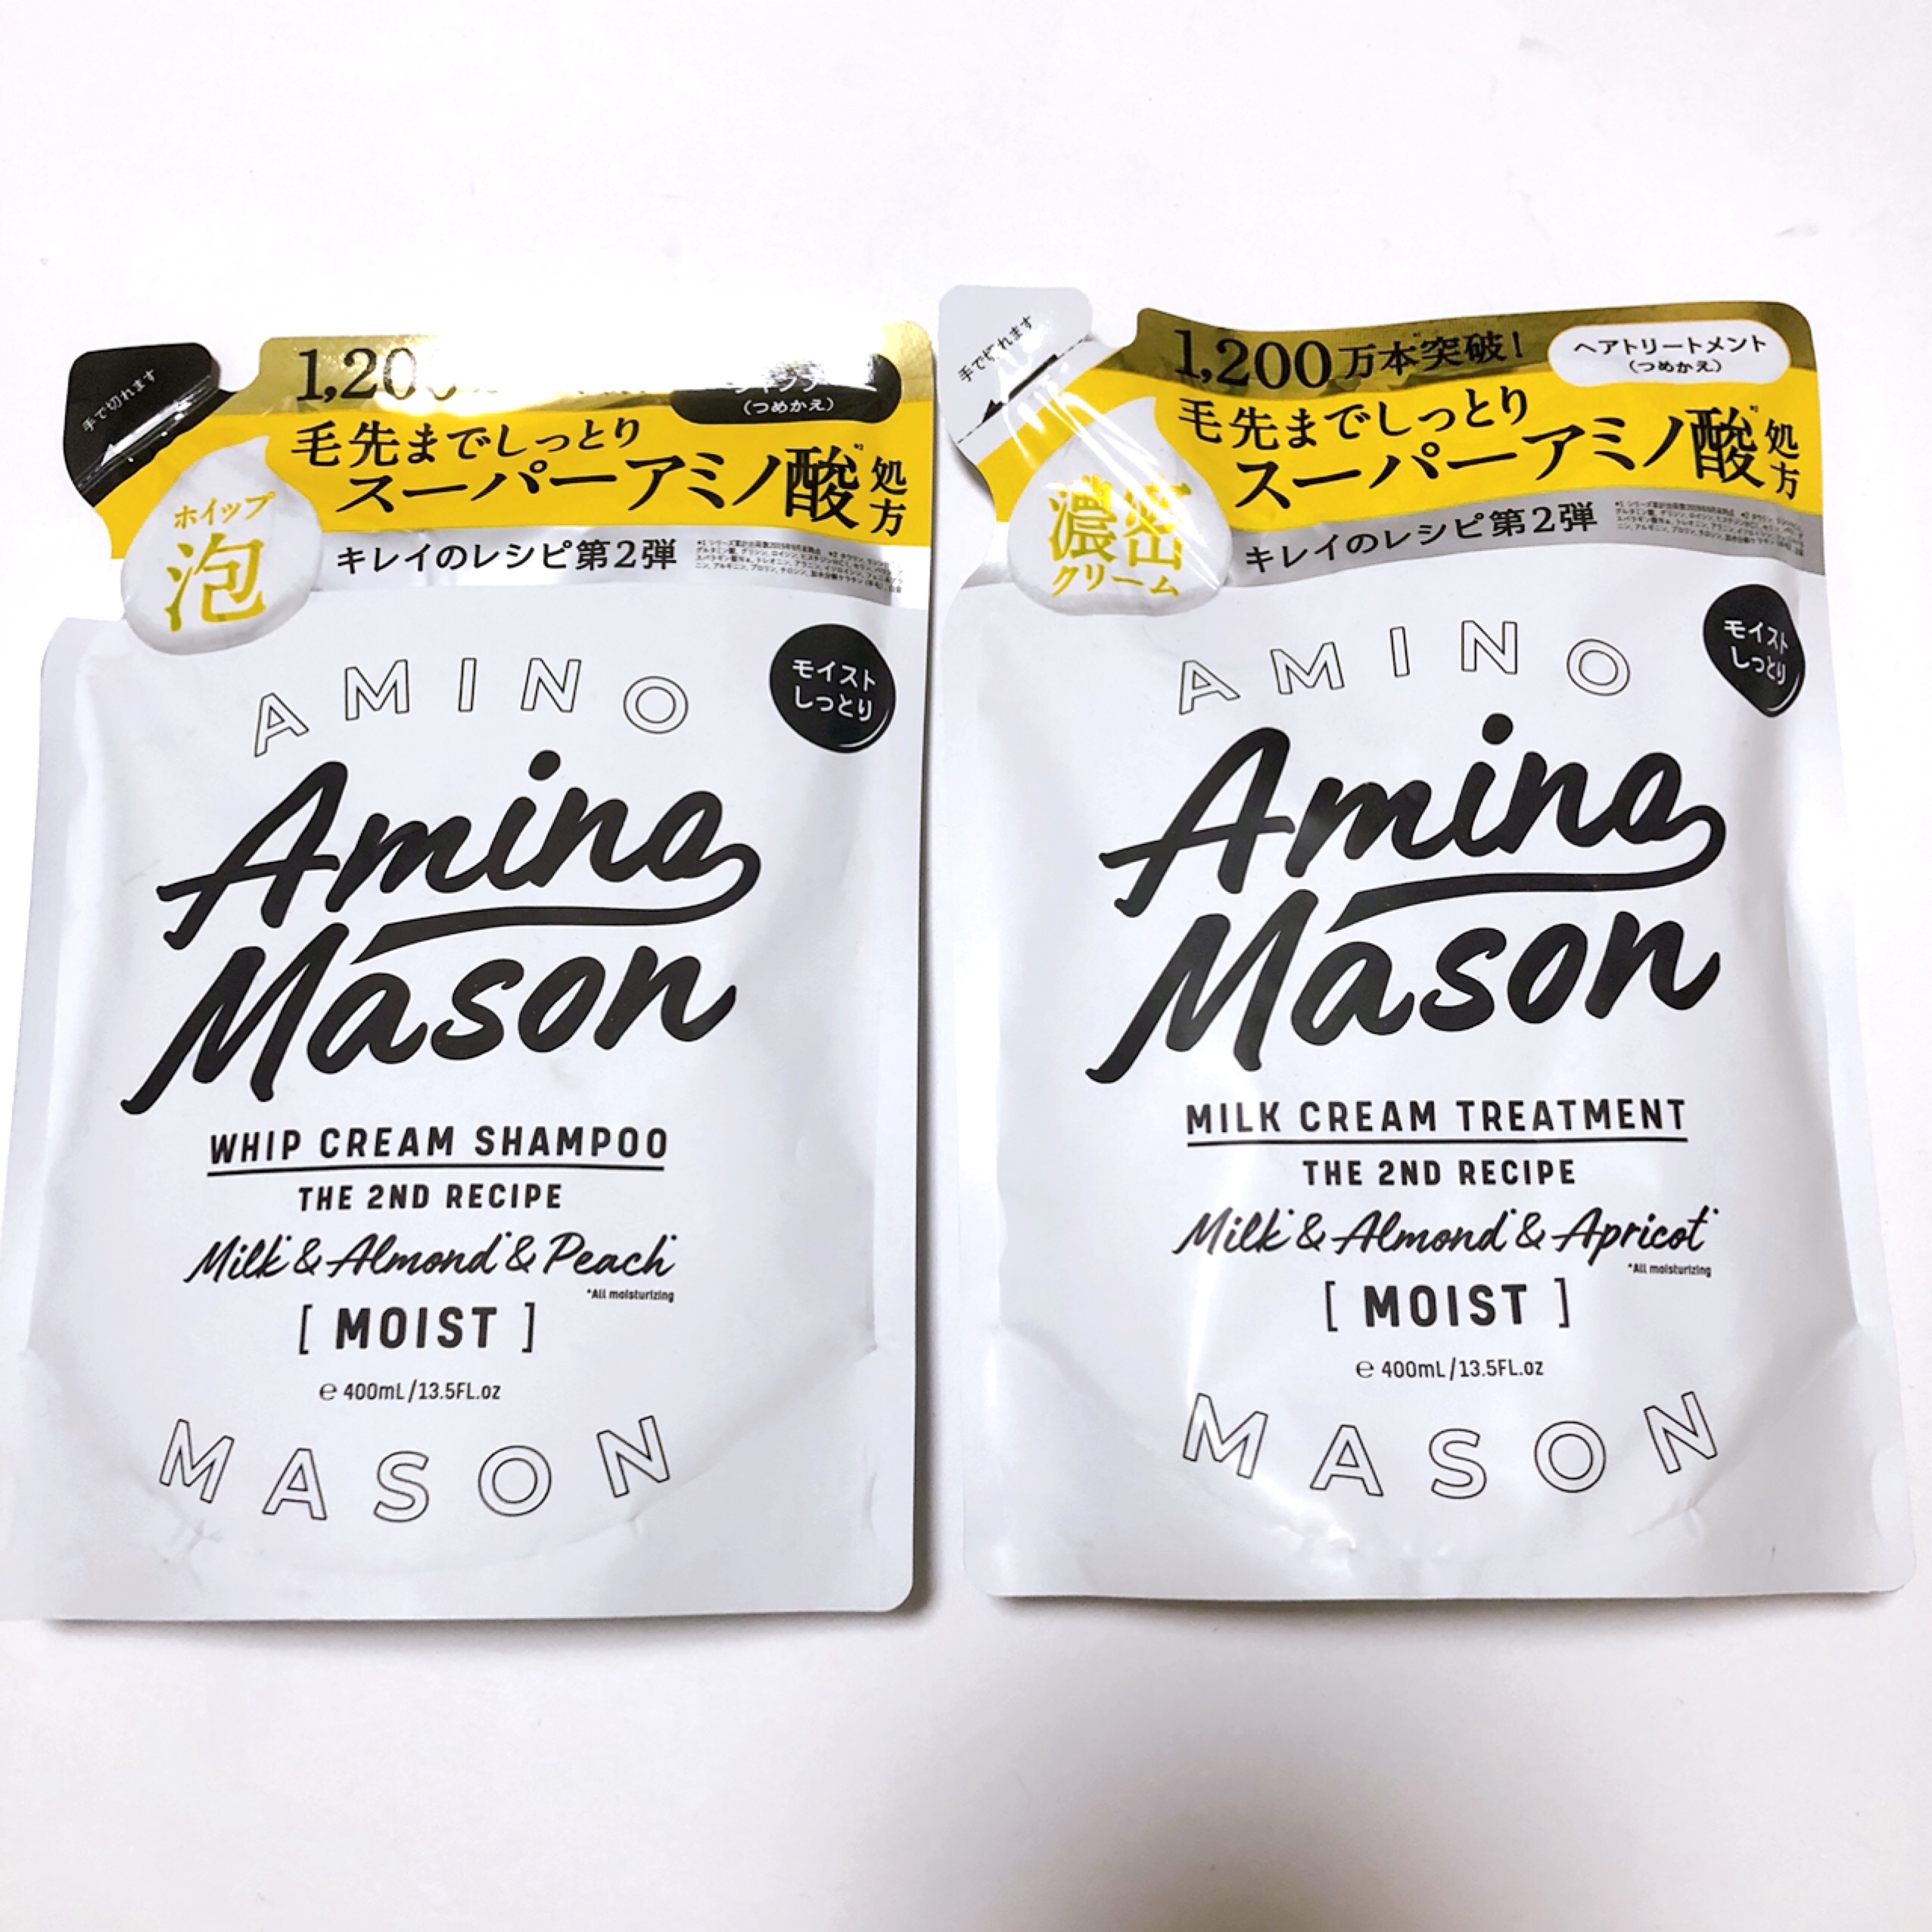 手で切れます
1,20
(つめかえ)
毛先までしっとり
スーパーアミノ酸*2処方
ホイップ
泡
キレイのレシピ第2弾
モイスト
しっとり
AMINO
Amino
Mason
WHIP CREAM SHAMPOO
THE 2ND RECIPE
Milk*&Almond*&Peach*
*All moisturizing
[ MOIST ]
℮ 400mL/13.5FL.oz
MASON
手で切れます
1,200万本*1突破!
ヘアトリートメント
(つめかえ)
毛先までしっとり
スーパーアミノ酸*2処方
濃密
クリーム
キレイのレシピ第2弾
モイスト
しっとり
AMINO
Amino
Mason
MILK CREAM TREATMENT
THE 2ND RECIPE
Milk*&Almond*&Apricot*
*All moisturizing
[ MOIST ]
℮ 400mL/13.5FL.oz
MASON